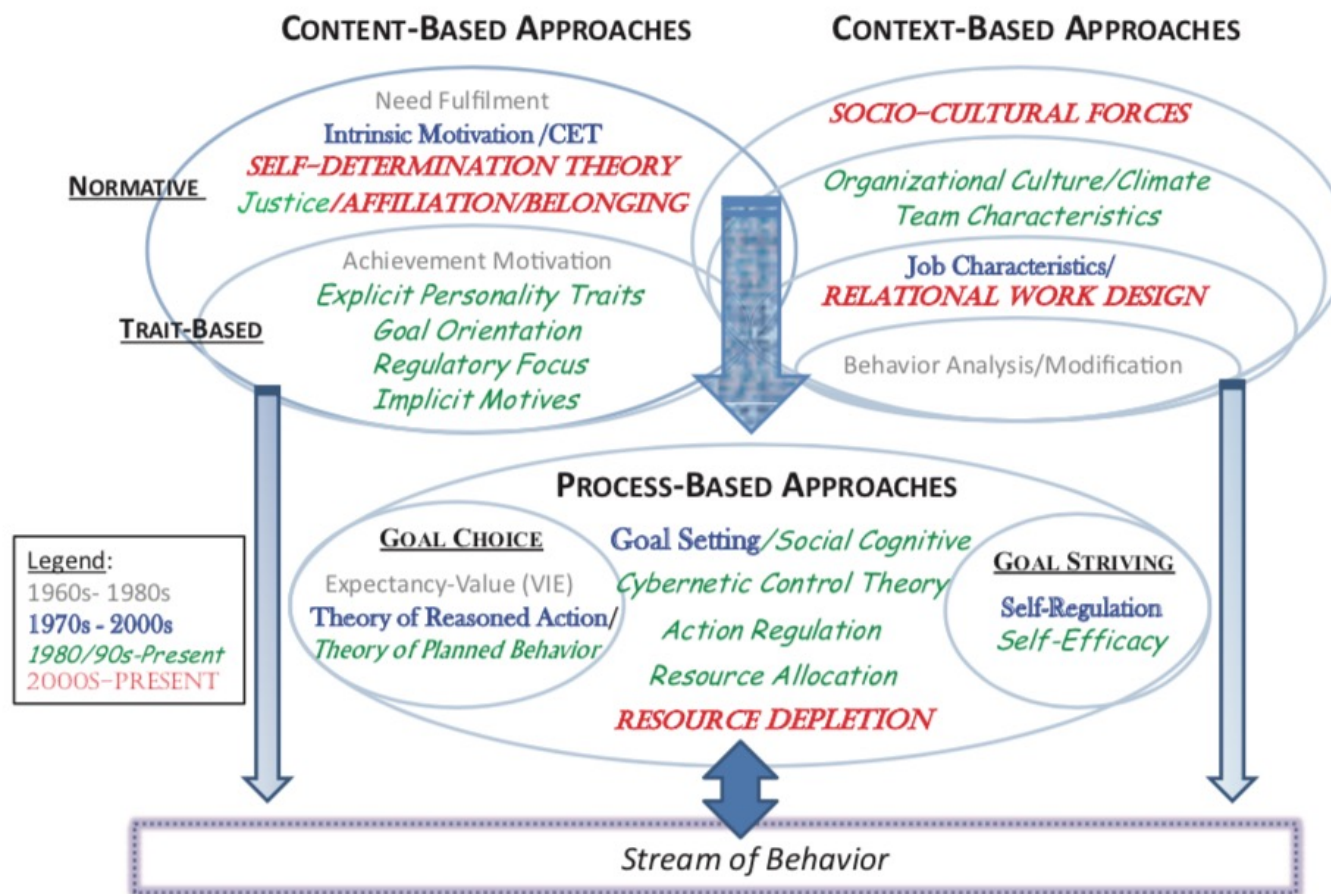 CONTENT-BASED APPROACHES
CONTEXT-BASED APPROACHES
NORMATIVE
Need Fulfilment
Intrinsic Motivation /CET
SELF-DETERMINATION THEORY
Justice/AFFILIATION/BELONGING
TRAIT-BASED
Achievement Motivation
Explicit Personality Traits
Goal Orientation
Regulatory Focus
Implicit Motives
SOCIO-CULTURAL FORCES
Organizational Culture/Climate
Team Characteristics
Job Characteristics/
RELATIONAL WORK DESIGN
Behavior Analysis/Modification
PROCESS-BASED APPROACHES
GOAL CHOICE
Expectancy-Value (VIE)
Theory of Reasoned Action/
Theory of Planned Behavior
Goal Setting/Social Cognitive
Cybernetic Control Theory
Action Regulation
Resource Allocation
RESOURCE DEPLETION
GOAL STRIVING
Self-Regulation
Self-Efficacy
Legend:
1960s- 1980s
1970s - 2000s
1980/90s-Present
2000S-PRESENT
Stream of Behavior